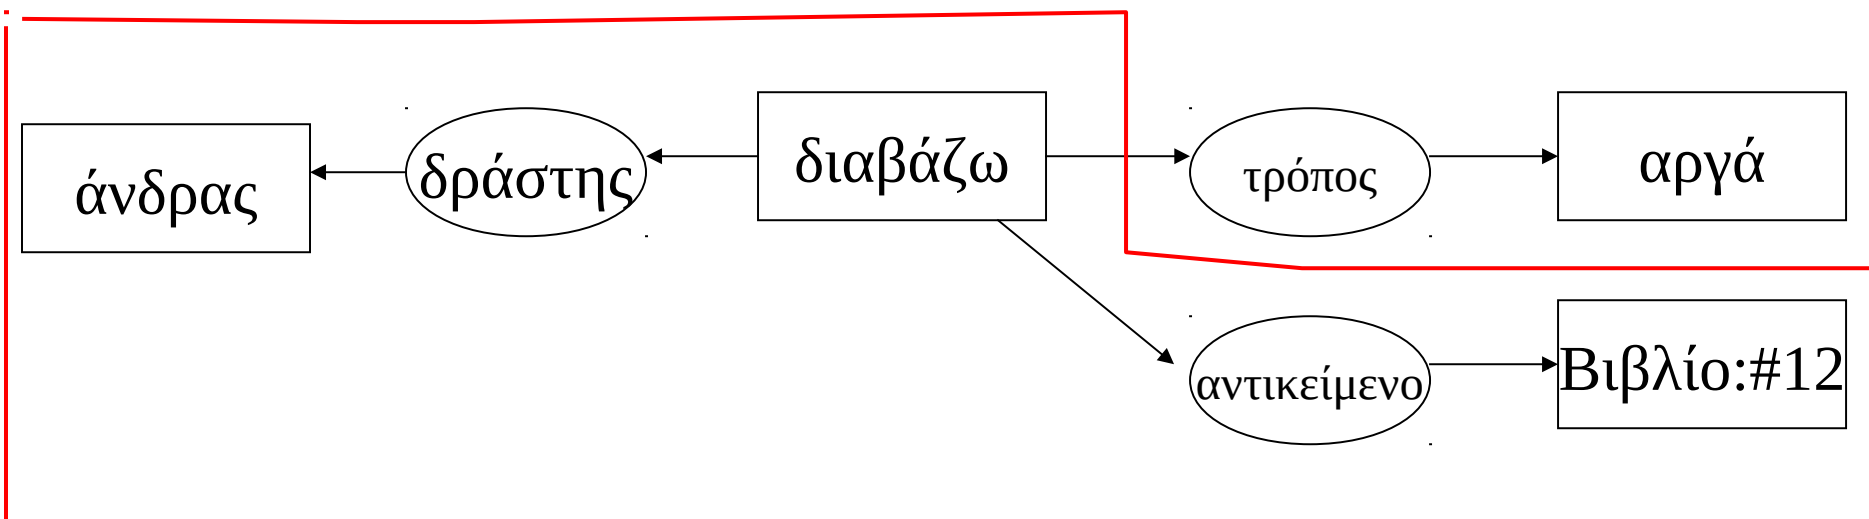 άνδρας
δράστης
διαβάζω
τρόπος
αργά
αντικείμενο
Βιβλίο:#12